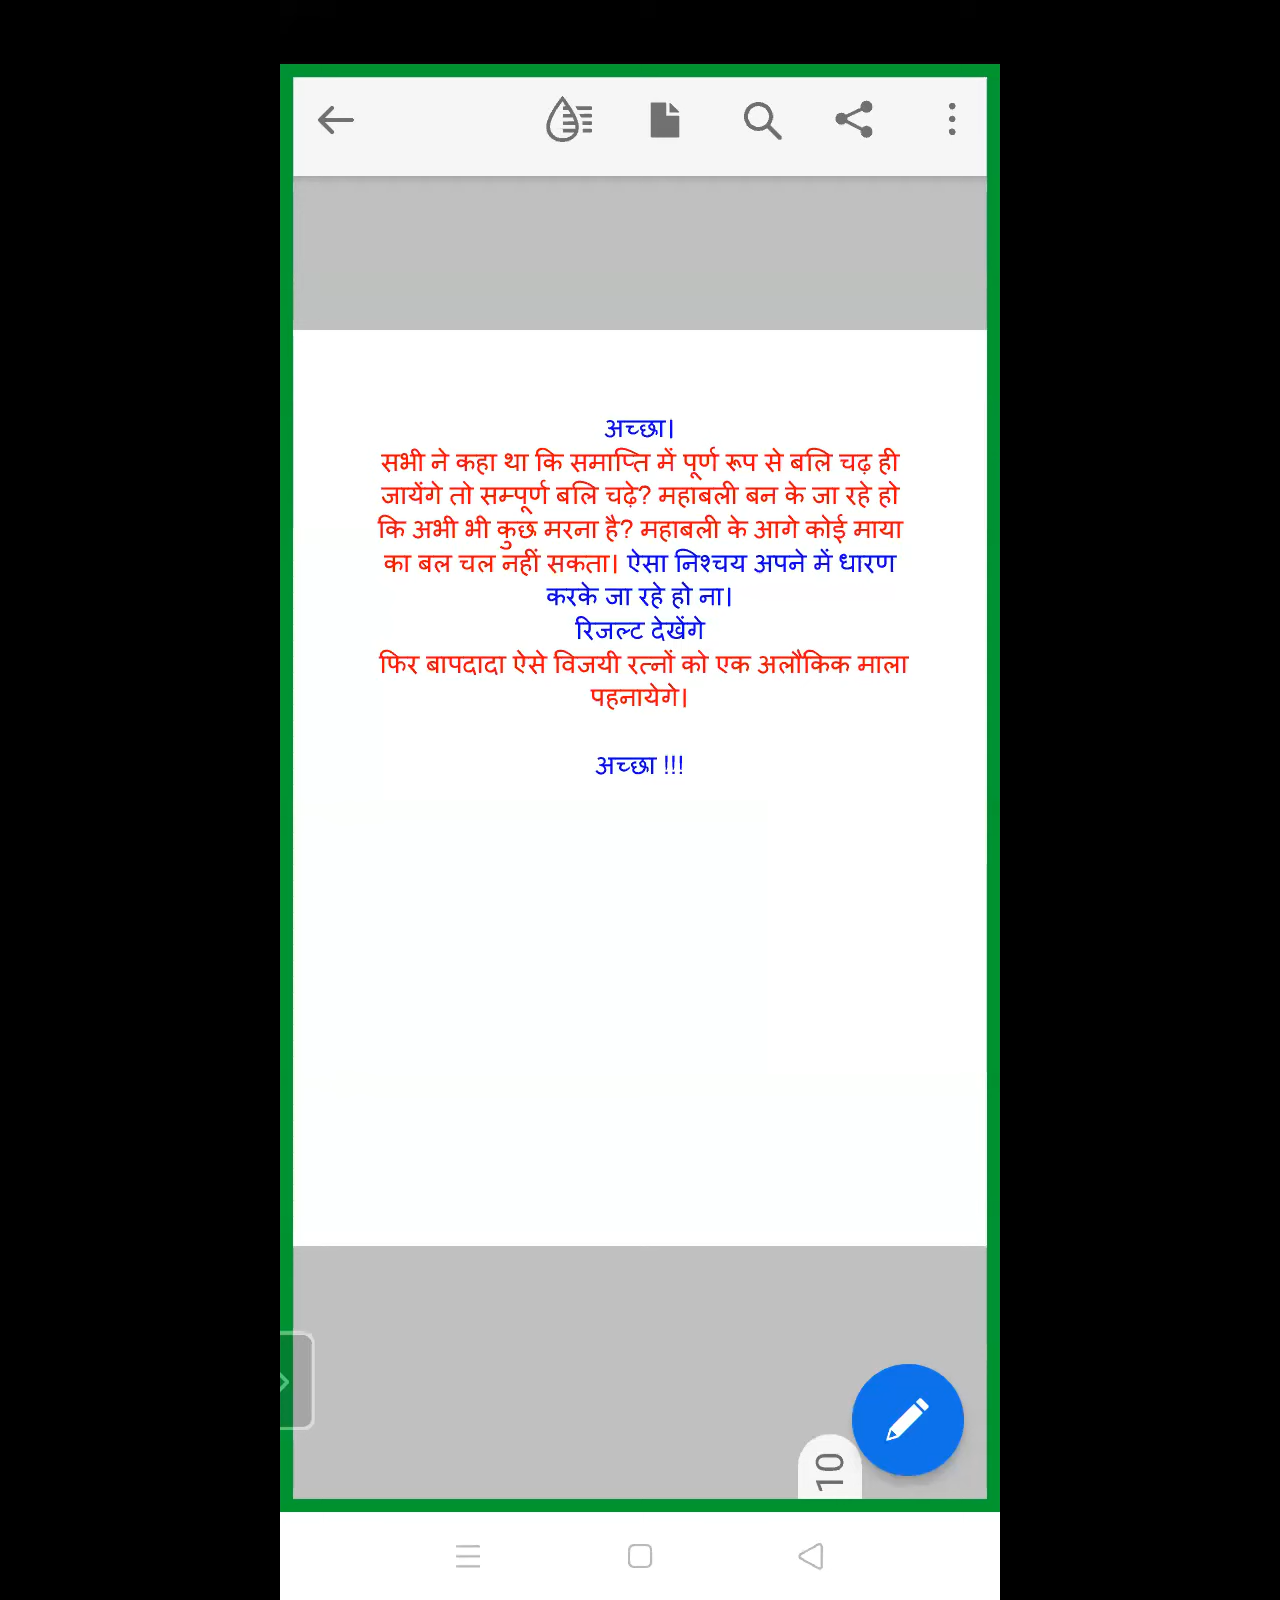 अच्छा।
सभी ने कहा था कि समाप्ति में पूर्ण रूप से बलि चढ़ ही
जायेंगे तो सम्पूर्ण बलि चढ़े? महाबली बन के जा रहे हो
कि अभी भी कुछ मरना है? महाबली के आगे कोई माया
का बल चल नहीं सकता। ऐसा निश्चय अपने में धारण
करके जा रहे हो ना।
रिजल्ट देखेंगे
फिर बापदादा ऐसे विजयी रत्नों को एक अलौकिक माला
पहनायेगे।
अच्छा !!!
10